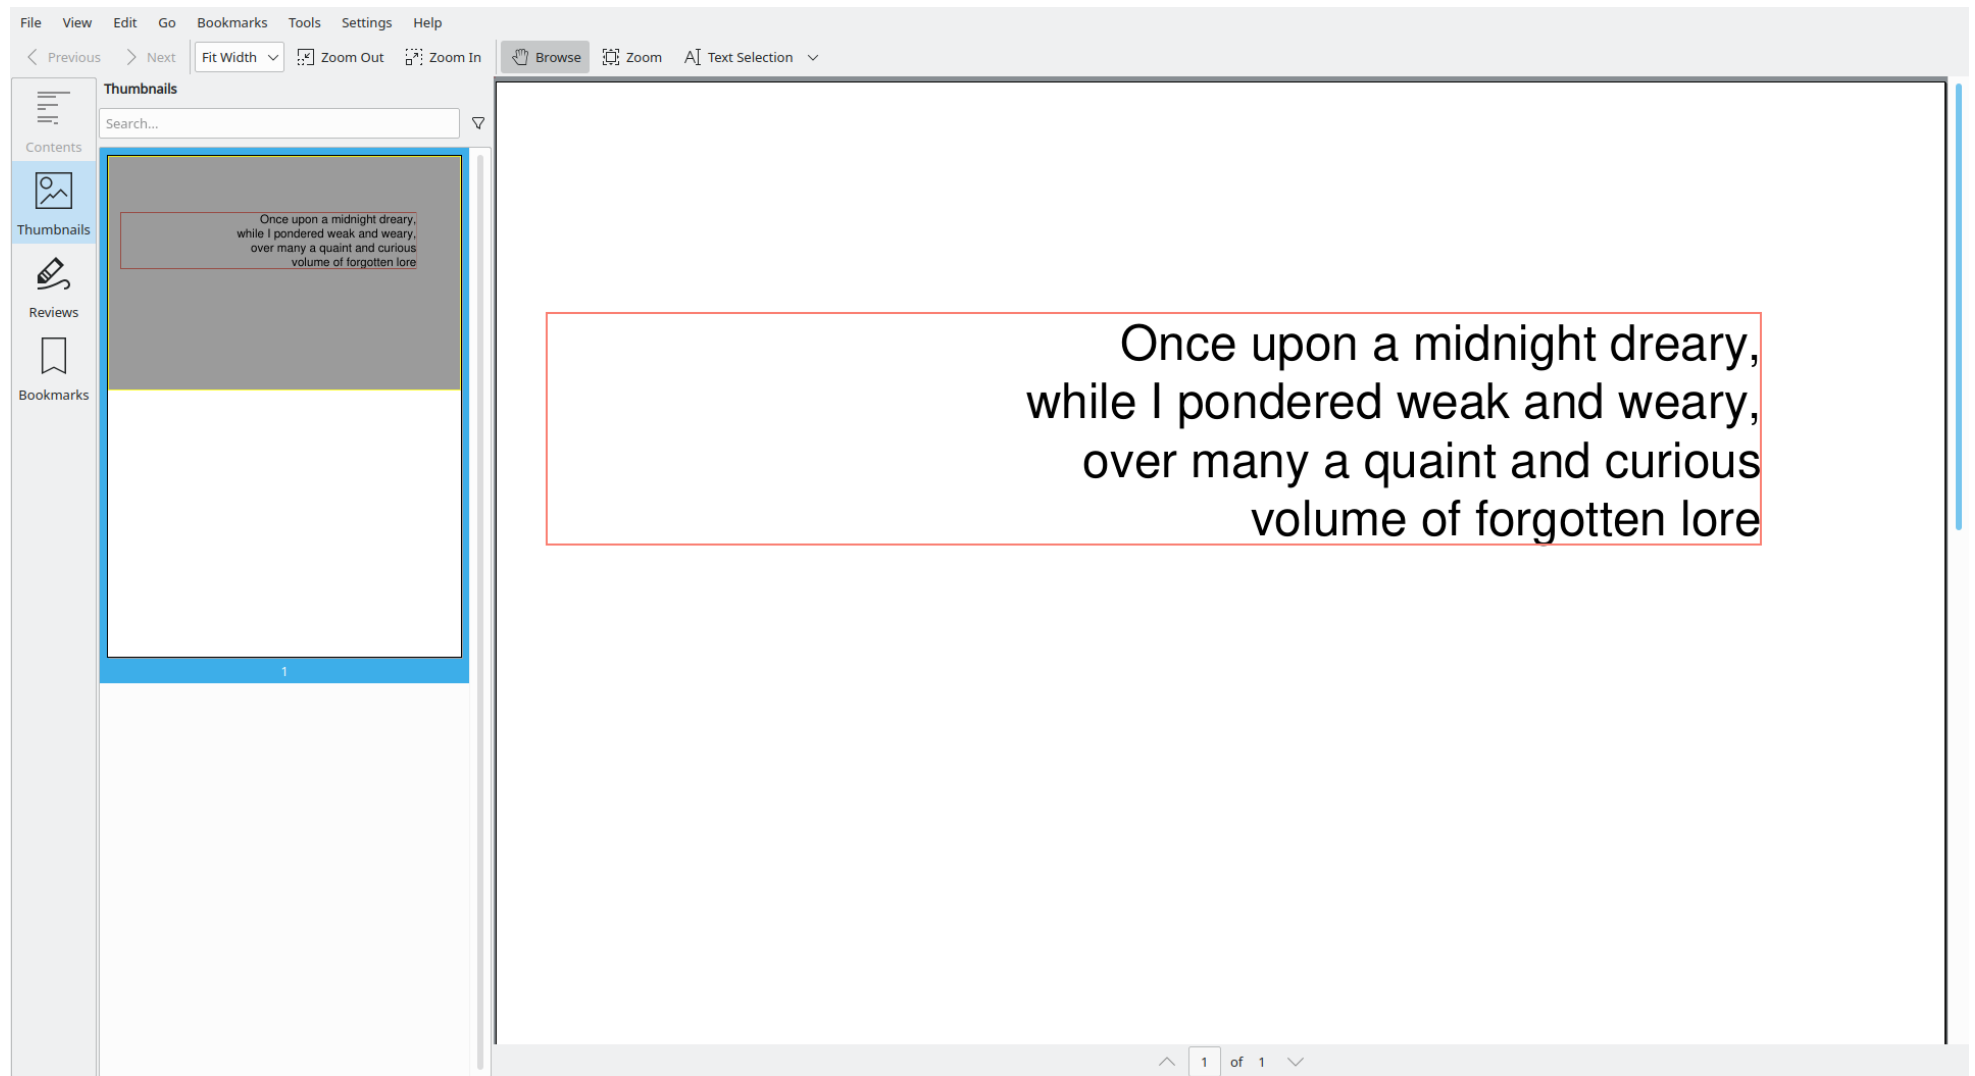 File View Edit Go Bookmarks Tools Settings Help
Previous Next Fit Width Zoom Out Zoom In Browse Zoom Text Selection
Thumbnails
Search...
Contents
Thumbnails
Reviews
Bookmarks
Once upon a midnight dreary,
while I pondered weak and weary,
over many a quaint and curious
volume of forgotten lore
1
Once upon a midnight dreary,
while I pondered weak and weary,
over many a quaint and curious
volume of forgotten lore
1 of 1